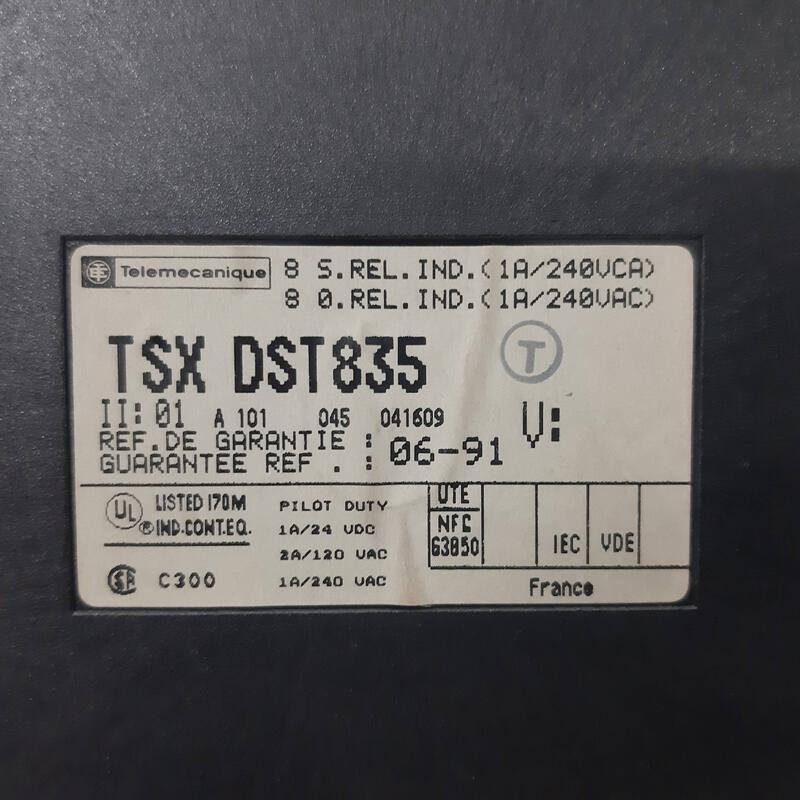 Telemecanique 8 S.REL.IND.(1A/240VCA)
8 O.REL.IND.(1A/240VAC)
TSX DST835 T
II:01 A 101 045 041609 V:
REF.DE GARANTIE :
GUARANTEE REF . : 06-91
UL LISTED 170M
® IND.CONT.EQ.
PILOT DUTY
1A/24 VDC
2A/120 VAC
1A/240 VAC
SA C300
UTE
NFC
63850
IEC VDE
France